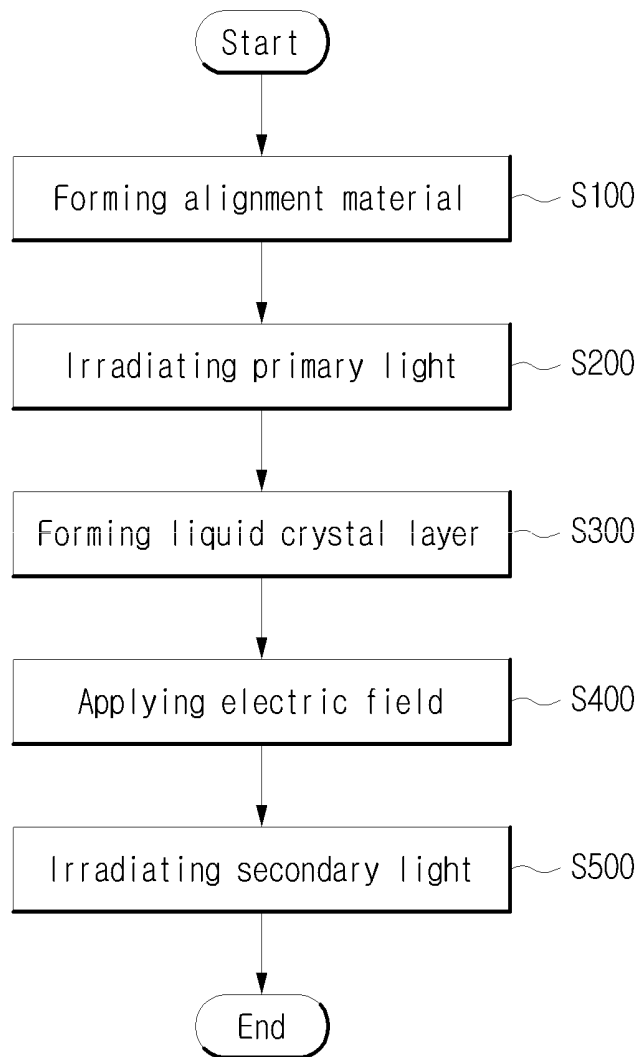 Start
Forming alignment material S100
Irradiating primary light S200
Forming liquid crystal layer S300
Applying electric field S400
Irradiating secondary light S500
End